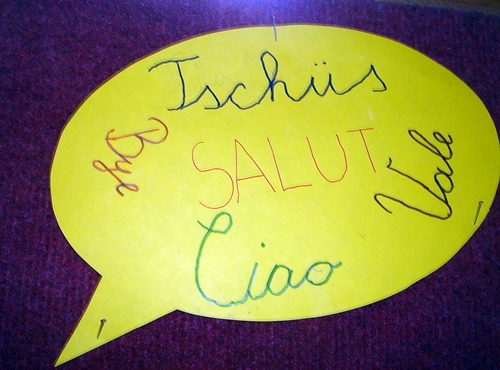 Tschüs
Bye
SALUT
Vale
Ciao